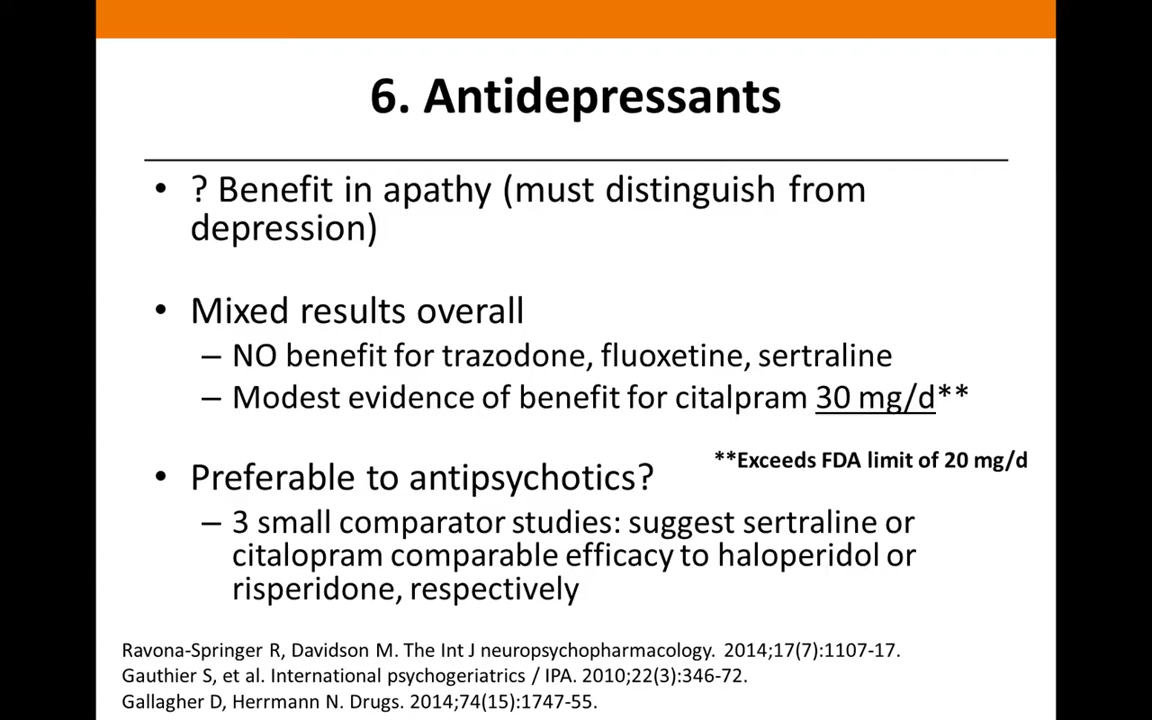 6. Antidepressants
• ? Benefit in apathy (must distinguish from
depression)
• Mixed results overall
– NO benefit for trazodone, fluoxetine, sertraline
– Modest evidence of benefit for citalpram 30 mg/d**
**Exceeds FDA limit of 20 mg/d
• Preferable to antipsychotics?
– 3 small comparator studies: suggest sertraline or
citalopram comparable efficacy to haloperidol or
risperidone, respectively
Ravona-Springer R, Davidson M. The Int J neuropsychopharmacology. 2014;17(7):1107-17.
Gauthier S, et al. International psychogeriatrics / IPA. 2010;22(3):346-72.
Gallagher D, Herrmann N. Drugs. 2014;74(15):1747-55.